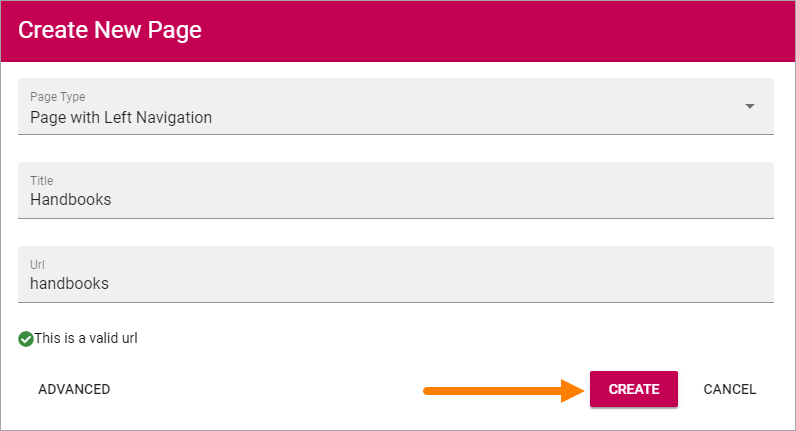 Create New Page
Page Type
Page with Left Navigation
Title
Handbooks
Url
handbooks
This is a valid url
ADVANCED CREATE CANCEL